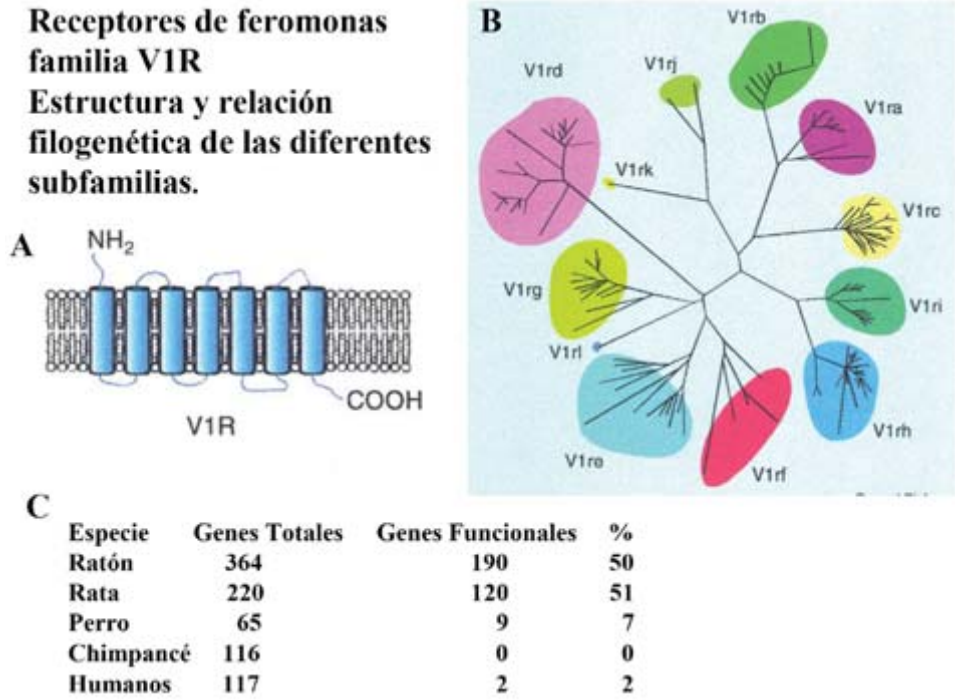 Receptores de feromonas
familia V1R
Estructura y relación
filogenética de las diferentes
subfamilias.
A
NH2
V1R
COOH
B
V1rb
V1rj
V1rd
V1ra
V1rk
V1rc
V1rg
V1ri
V1rl
V1rh
V1re
V1rf
C
Especie Genes Totales Genes Funcionales %
Ratón 364 190 50
Rata 220 120 51
Perro 65 9 7
Chimpancé 116 0 0
Humanos 117 2 2